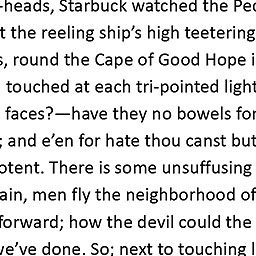 -heads, Starbuck watched the
t the reeling ship’s high teetering
s, round the Cape of Good Hope i
touched at each tri-pointed light
faces?—have they no bowels for
; and e’en for hate thou canst but
otent. There is some unsuffusing
ain, men fly the neighborhood of
forward; how the devil could the
we’ve done. So; next to touching